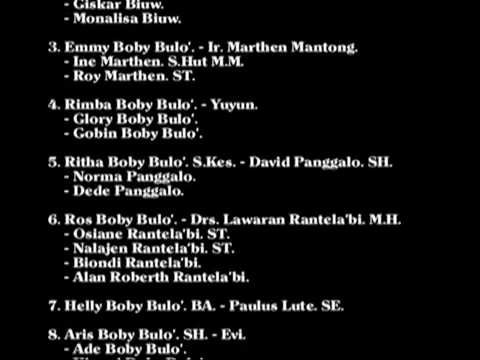 - Giskar Biuw.
- Monalisa Biuw.
3. Emmy Boby Bulo'. - Ir. Marthen Mantong.
- Ine Marthen. S.Hut M.M.
- Roy Marthen. ST.
4. Rimba Boby Bulo'. - Yuyun.
- Glory Boby Bulo'.
- Gobin Boby Bulo'.
5. Ritha Boby Bulo'. S.Kes. - David Panggalo. SH.
- Norma Panggalo.
- Dede Panggalo.
6. Ros Boby Bulo'. - Drs. Lawaran Rantela'bi. M.H.
- Osiane Rantela'bi. ST.
- Nalajen Rantela'bi. ST.
- Biondi Rantela'bi.
- Alan Roberth Rantela'bi.
7. Helly Boby Bulo'. BA. - Paulus Lute. SE.
8. Aris Boby Bulo'. SH. - Evi.
- Ade Boby Bulo'.